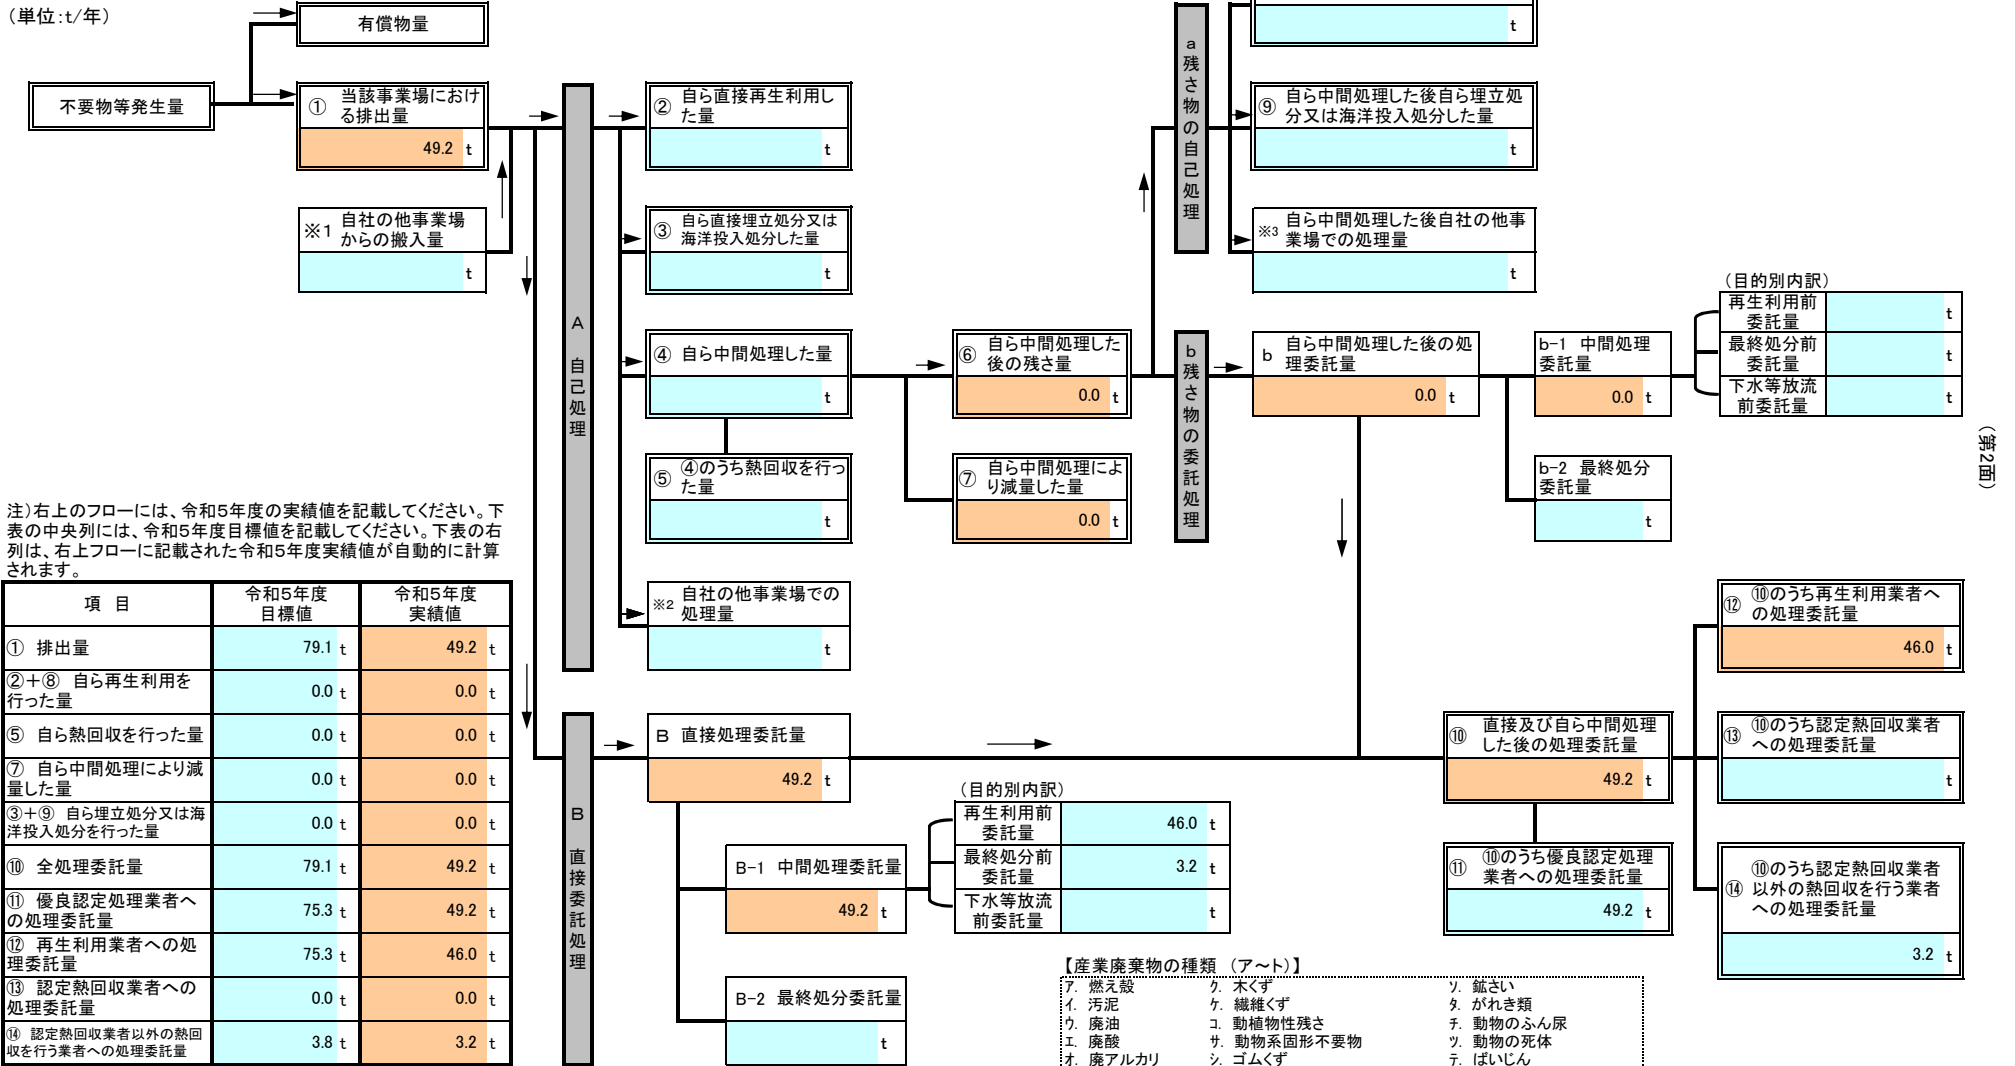 （単位:t/年）
有償物量
不要物等発生量
① 当該事業場におけ
る排出量
49.2 t
※1 自社の他事業場
からの搬入量
t
A 自己処理
② 自ら直接再生利用し
た量
t
③ 自ら直接埋立処分又は
海洋投入処分した量
t
④ 自ら中間処理した量
t
⑤ ④のうち熱回収を行っ
た量
t
※2 自社の他事業場での
処理量
t
⑥ 自ら中間処理した
後の残さ量
0.0 t
⑦ 自ら中間処理によ
り減量した量
0.0 t
a 残さ物の自己処理
t
⑨ 自ら中間処理した後自ら埋立処
分又は海洋投入処分した量
t
※3 自ら中間処理した後自社の他事
業場での処理量
t
b 残さ物の委託処理
b 自ら中間処理した後の処
理委託量
0.0 t
b-1 中間処理
委託量
0.0 t
b-2 最終処分
委託量
t
（目的別内訳）
再生利用前
委託量
t
最終処分前
委託量
t
下水等放流
前委託量
t
（第2面）
注）右上のフローには、令和5年度の実績値を記載してください。下
表の中央列には、令和5年度目標値を記載してください。下表の右
列は、右上フローに記載された令和5年度実績値が自動的に計算
されます。
項 目
令和5年度
目標値
令和5年度
実績値
① 排出量
79.1 t
49.2 t
②＋⑧ 自ら再生利用を
行った量
0.0 t
0.0 t
⑤ 自ら熱回収を行った量
0.0 t
0.0 t
⑦ 自ら中間処理により減
量した量
0.0 t
0.0 t
③＋⑨ 自ら埋立処分又は海
洋投入処分を行った量
0.0 t
0.0 t
⑩ 全処理委託量
79.1 t
49.2 t
⑪ 優良認定処理業者へ
の処理委託量
75.3 t
49.2 t
⑫ 再生利用業者への処
理委託量
75.3 t
46.0 t
⑬ 認定熱回収業者への
処理委託量
0.0 t
0.0 t
⑭ 認定熱回収業者以外の熱回
収を行う業者への処理委託量
3.8 t
3.2 t
B 直接委託処理
B 直接処理委託量
49.2 t
B-1 中間処理委託量
49.2 t
B-2 最終処分委託量
t
（目的別内訳）
再生利用前
委託量
46.0 t
最終処分前
委託量
3.2 t
下水等放流
前委託量
t
⑩ 直接及び自ら中間処理
した後の処理委託量
49.2 t
⑪ ⑩のうち優良認定処理
業者への処理委託量
49.2 t
⑫ ⑩のうち再生利用業者へ
の処理委託量
46.0 t
⑬ ⑩のうち認定熱回収業者
への処理委託量
t
⑭ ⑩のうち認定熱回収業者
以外の熱回収を行う業者
への処理委託量
3.2 t
【産業廃棄物の種類 （ア～ト）】
ア. 燃え殻 ク. 木くず ソ. 鉱さい
イ. 汚泥 ケ. 繊維くず タ. がれき類
ウ. 廃油 コ. 動植物性残さ チ. 動物のふん尿
エ. 廃酸 サ. 動物系固形不要物 ツ. 動物の死体
オ. 廃アルカリ シ. ゴムくず テ. ばいじん